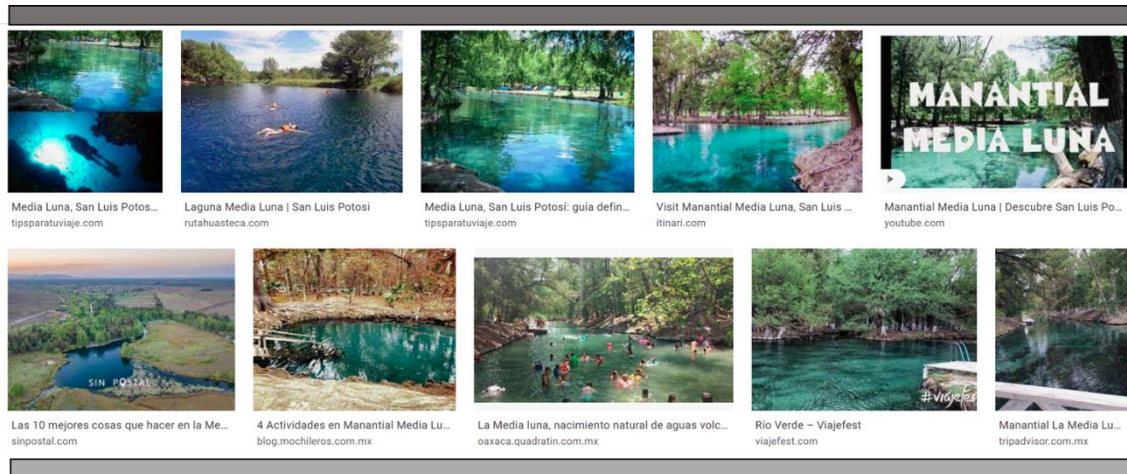 MANANTIAL
MEDIA LUNA
Media Luna, San Luis Potos...
tipsparatuviaje.com
Laguna Media Luna | San Luis Potosi
rutahuasteca.com
Media Luna, San Luis Potosí: guía defin...
tipsparatuviaje.com
Visit Manantial Media Luna, San Luis ...
itinari.com
Manantial Media Luna | Descubre San Luis Po...
youtube.com
SIN POSTAL
#viajefes
Las 10 mejores cosas que hacer en la Me...
sinpostal.com
4 Actividades en Manantial Media Lu...
blog.mochileros.com.mx
La Media luna, nacimiento natural de aguas volc...
oaxaca.quadratin.com.mx
Río Verde – Viajefest
viajefest.com
Manantial La Media Lu...
tripadvisor.com.mx